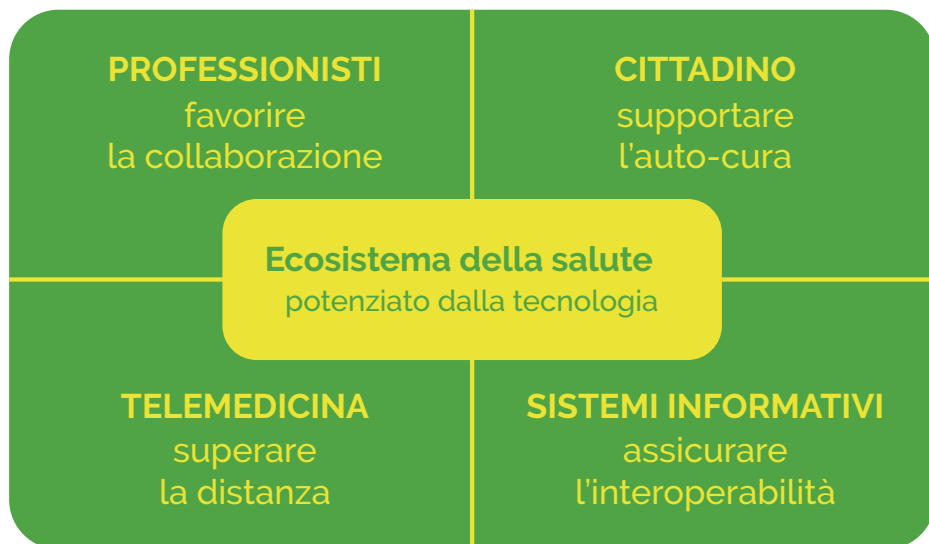 PROFESSIONISTI
favorire
la collaborazione
CITTADINO
supportare
l'auto-cura
Ecosistema della salute
potenziato dalla tecnologia
TELEMEDICINA
superare
la distanza
SISTEMI INFORMATIVI
assicurare
l'interoperabilità